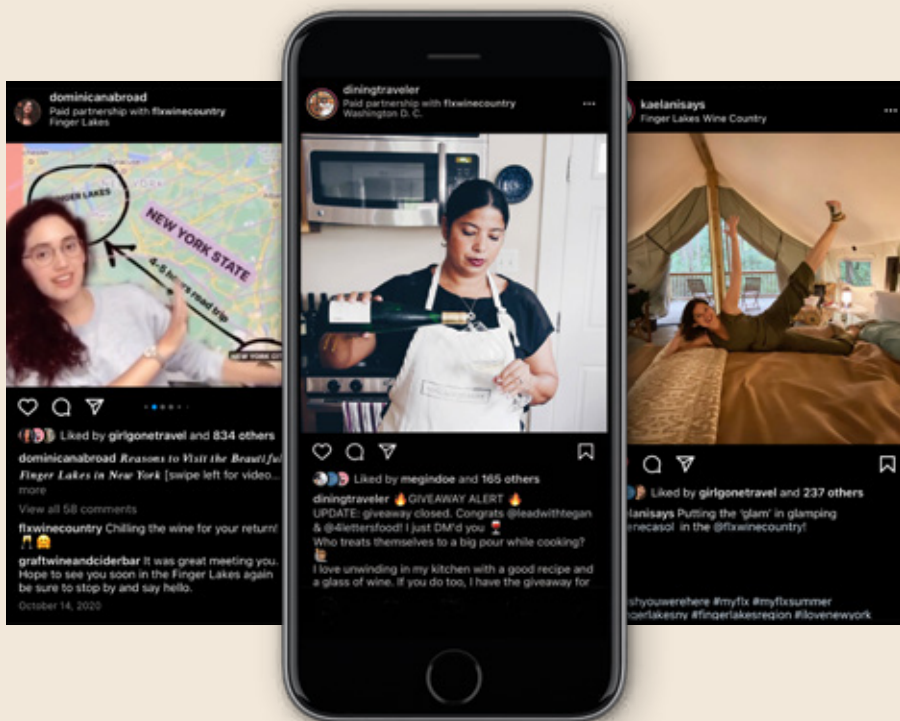 dominicanabroad
Paid partnership with flxwinecountry
Finger Lakes
FINGER LAKES
NEW YORK STATE
4-5 hours road trip
Liked by girlgonetravel and 834 others
dominicanabroad Reasons to Visit the Beautiful
Finger Lakes in New York [swipe left for video...
more
View all 58 comments
flxwinecountry Chilling the wine for your return!
graftwineandciderbar It was great meeting you.
Hope to see you soon in the Finger Lakes again
be sure to stop by and say hello.
October 14, 2020
diningtraveler
Paid partnership with flxwinecountry
Washington D. C.
Liked by megindoe and 165 others
diningtraveler 🔥GIVEAWAY ALERT 🔥
UPDATE: giveaway closed. Congrats @leadwithtegan
& @4lettersfood! I just DM'd you 🍷
Who treats themselves to a big pour while cooking?
I love unwinding in my kitchen with a good recipe and
a glass of wine. If you do too, I have the giveaway for
kaelanisays
Finger Lakes Wine Country
Liked by girlgonetravel and 237 others
lanisays Putting the 'glam' in glamping
enecasol in the @flxwinecountry!
shyouwerehere #myflx #myflxsummer
gerlakesny #fingerlakesregion #ilovenewyork